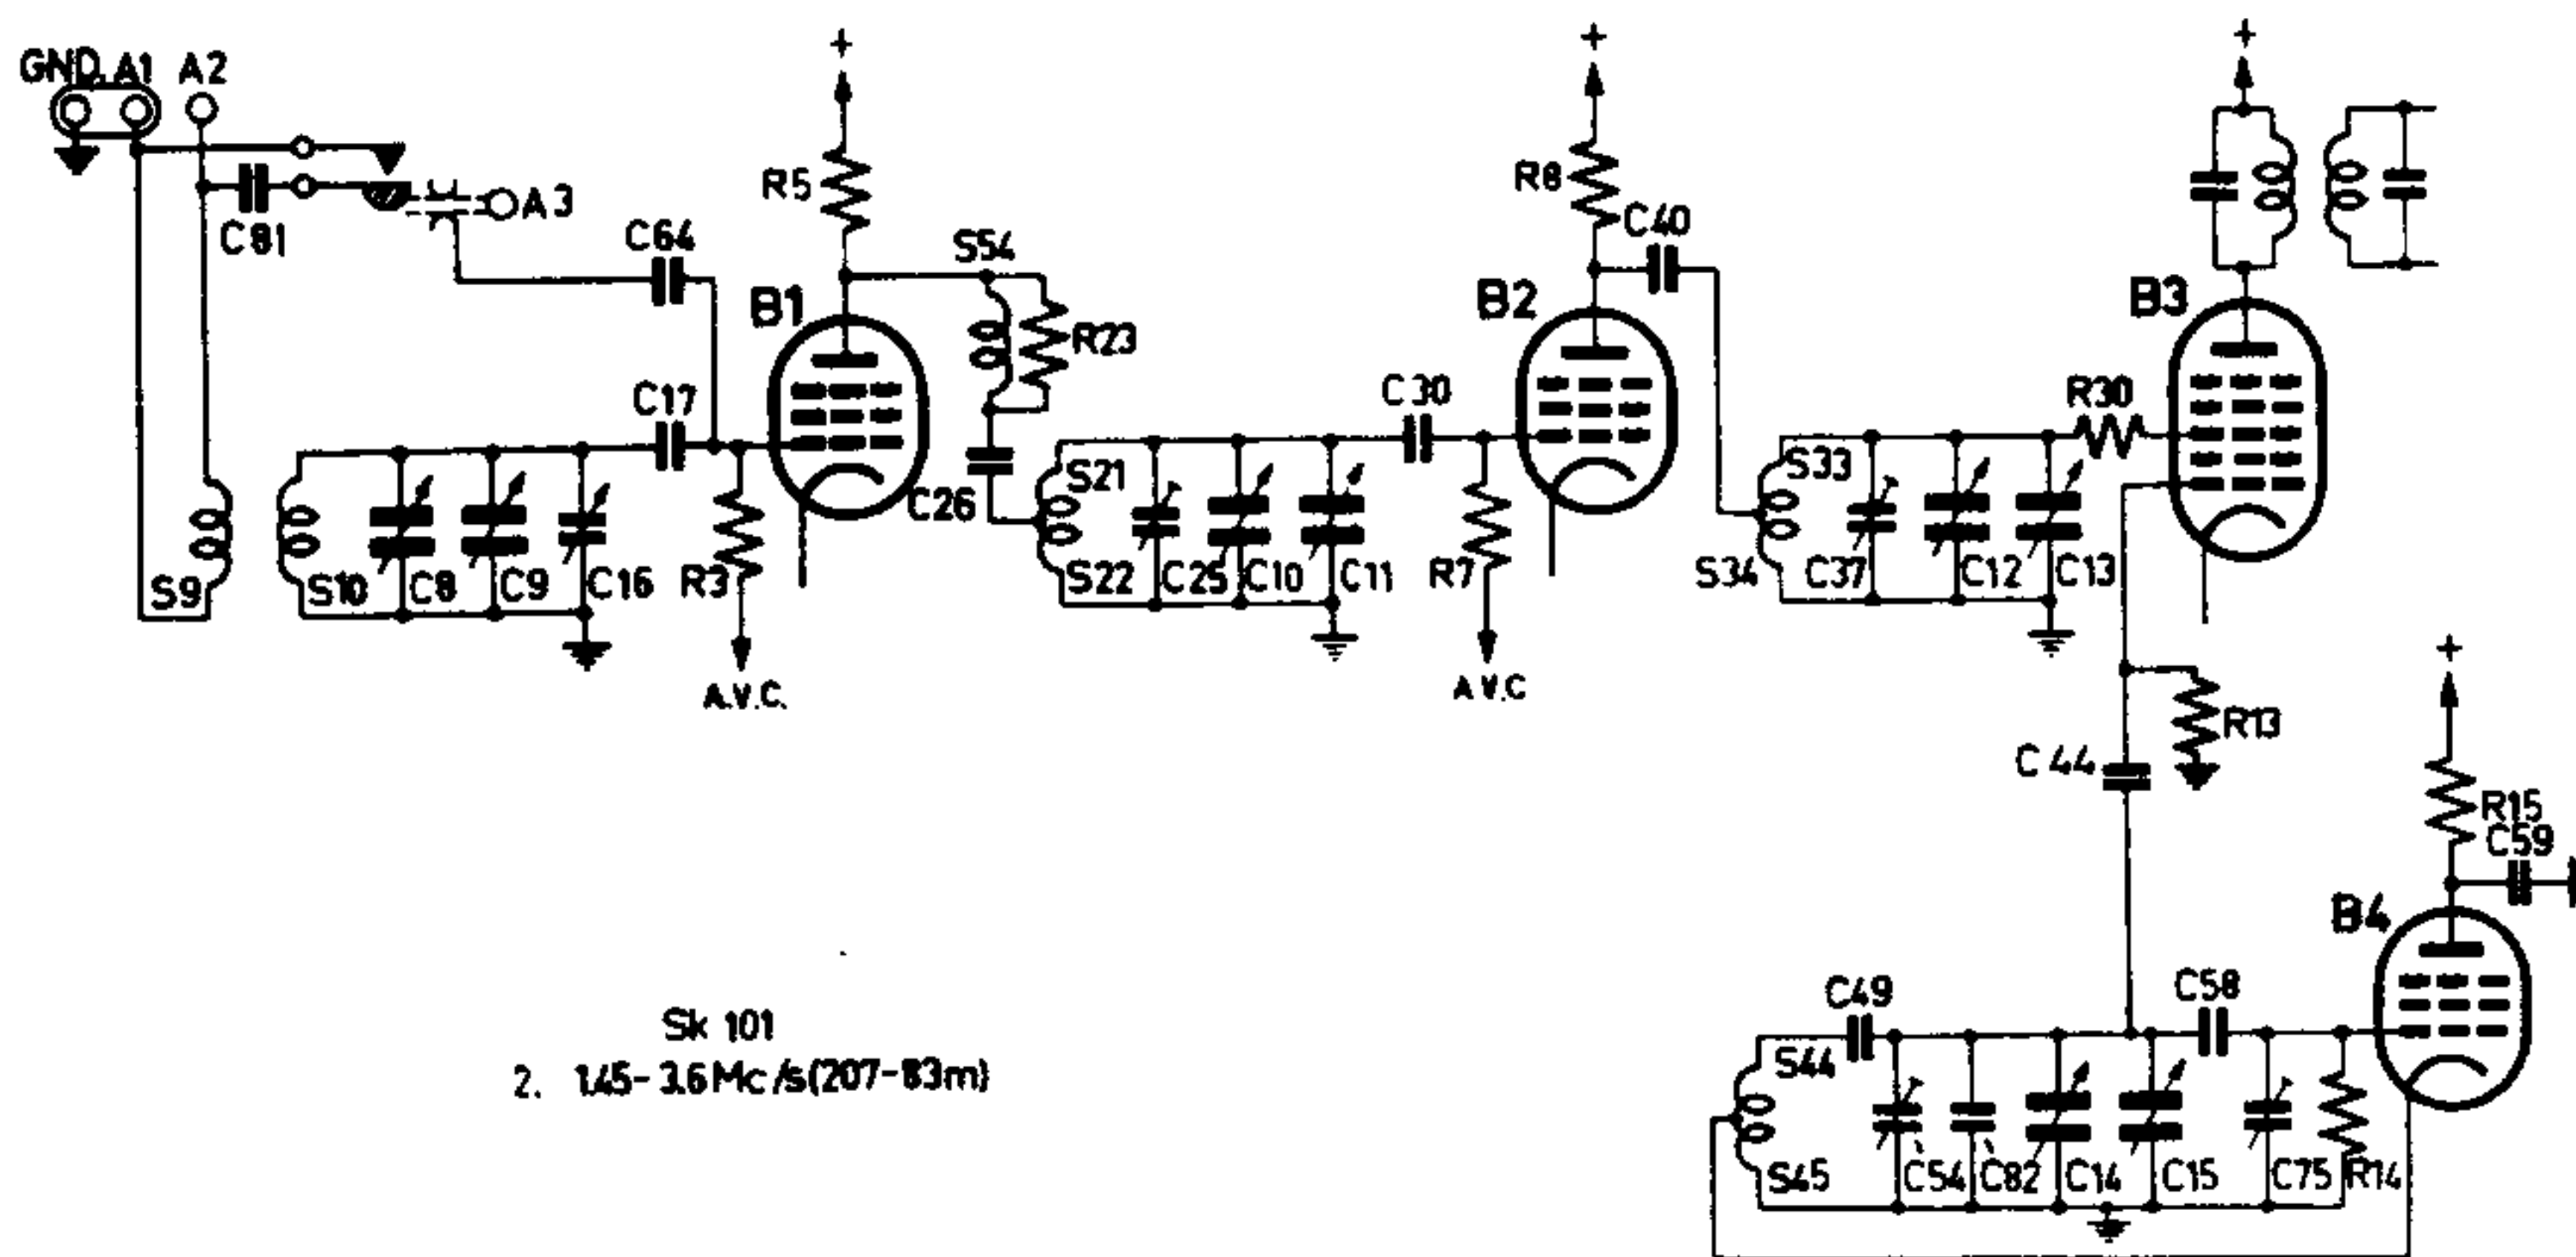 GND. A1 A2
C81
A3
C64
C17
S9
S10
C8
C9
C16
R3
A.V.C.
+
R5
B1
S54
R23
C26
S21
S22
C25
C10
C11
C30
R7
A.V.C
+
R8
C40
B2
S33
S34
C37
C12
C13
R30
+
B3
R13
C44
+
R15
C59
B4
C49
C58
S44
S45
C54
C82
C14
C15
C75
R14
Sk 101
2. 1.45-3.6Mc/s(207-83m)